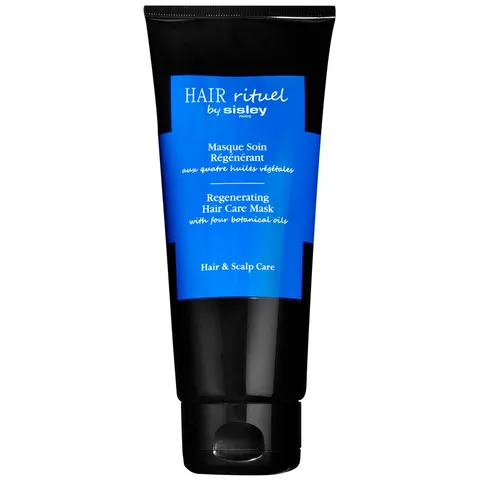 HAIR rituel
by sisley
PARIS
Masque Soin
Régénérant
aux quatre huiles végétales
Regenerating
Hair Care Mask
with four botanical oils
Hair & Scalp Care